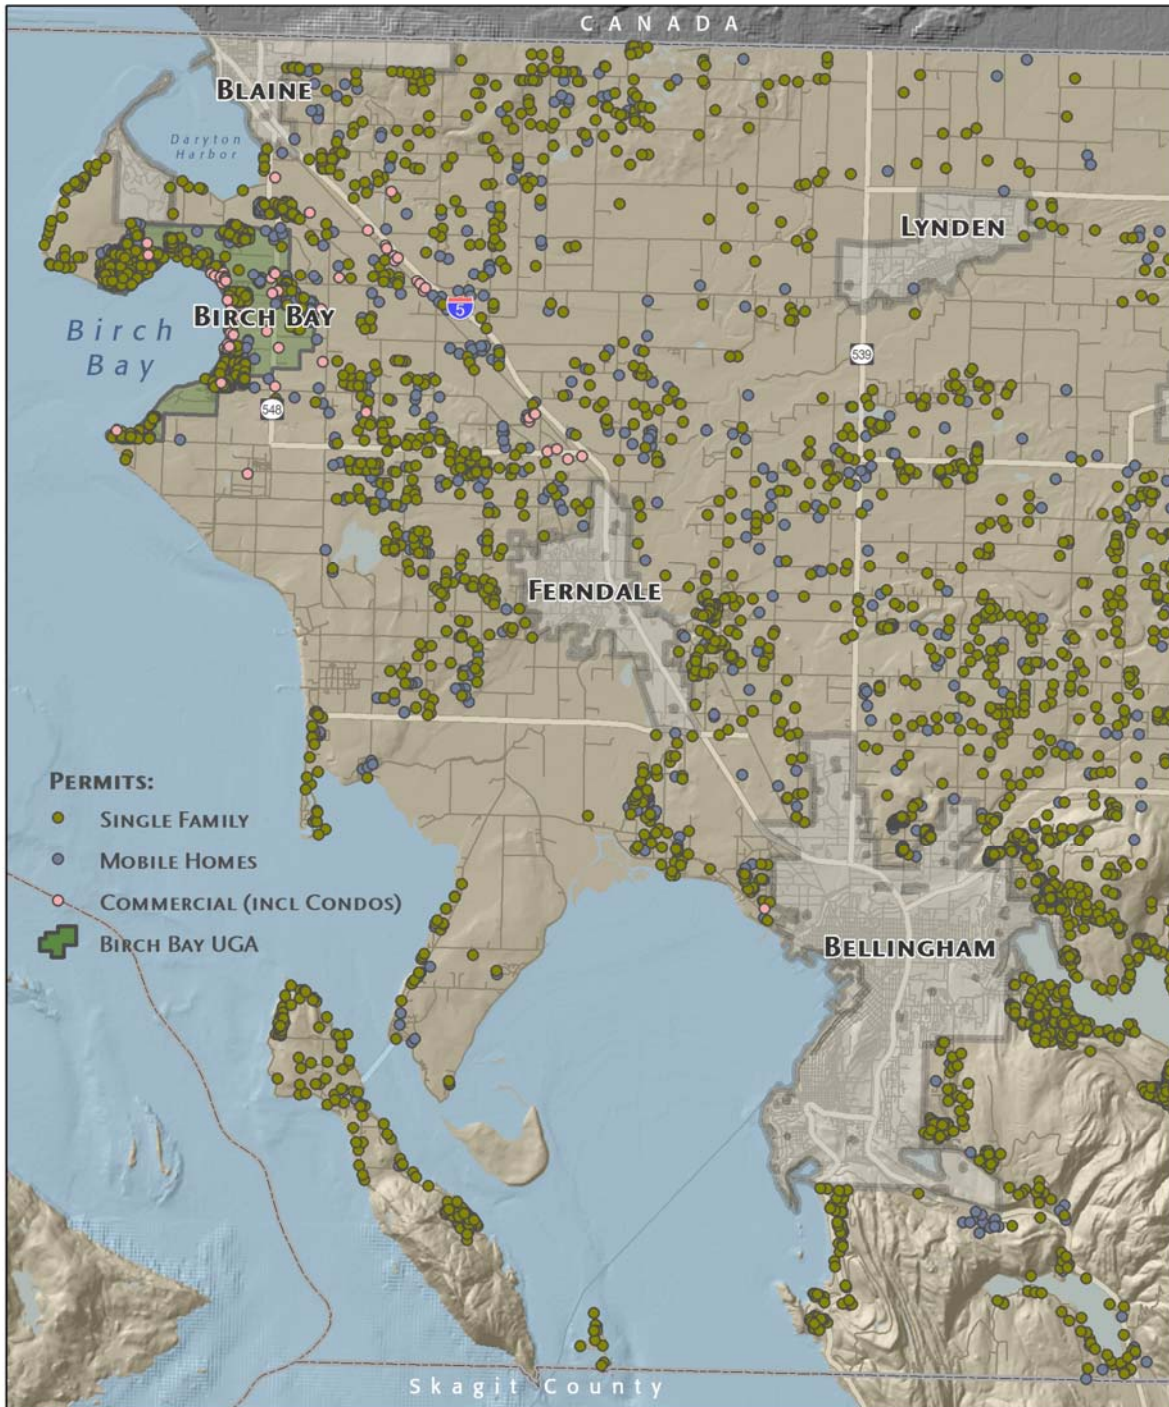 CANADA
BLAINE
Daryton
Harbor
LYNDEN
BIRCH BAY
Birch
Bay
5
539
548
FERNDALE
PERMITS:
SINGLE FAMILY
MOBILE HOMES
COMMERCIAL (INCL CONDOS)
BIRCH BAY UGA
BELLINGHAM
Skagit County